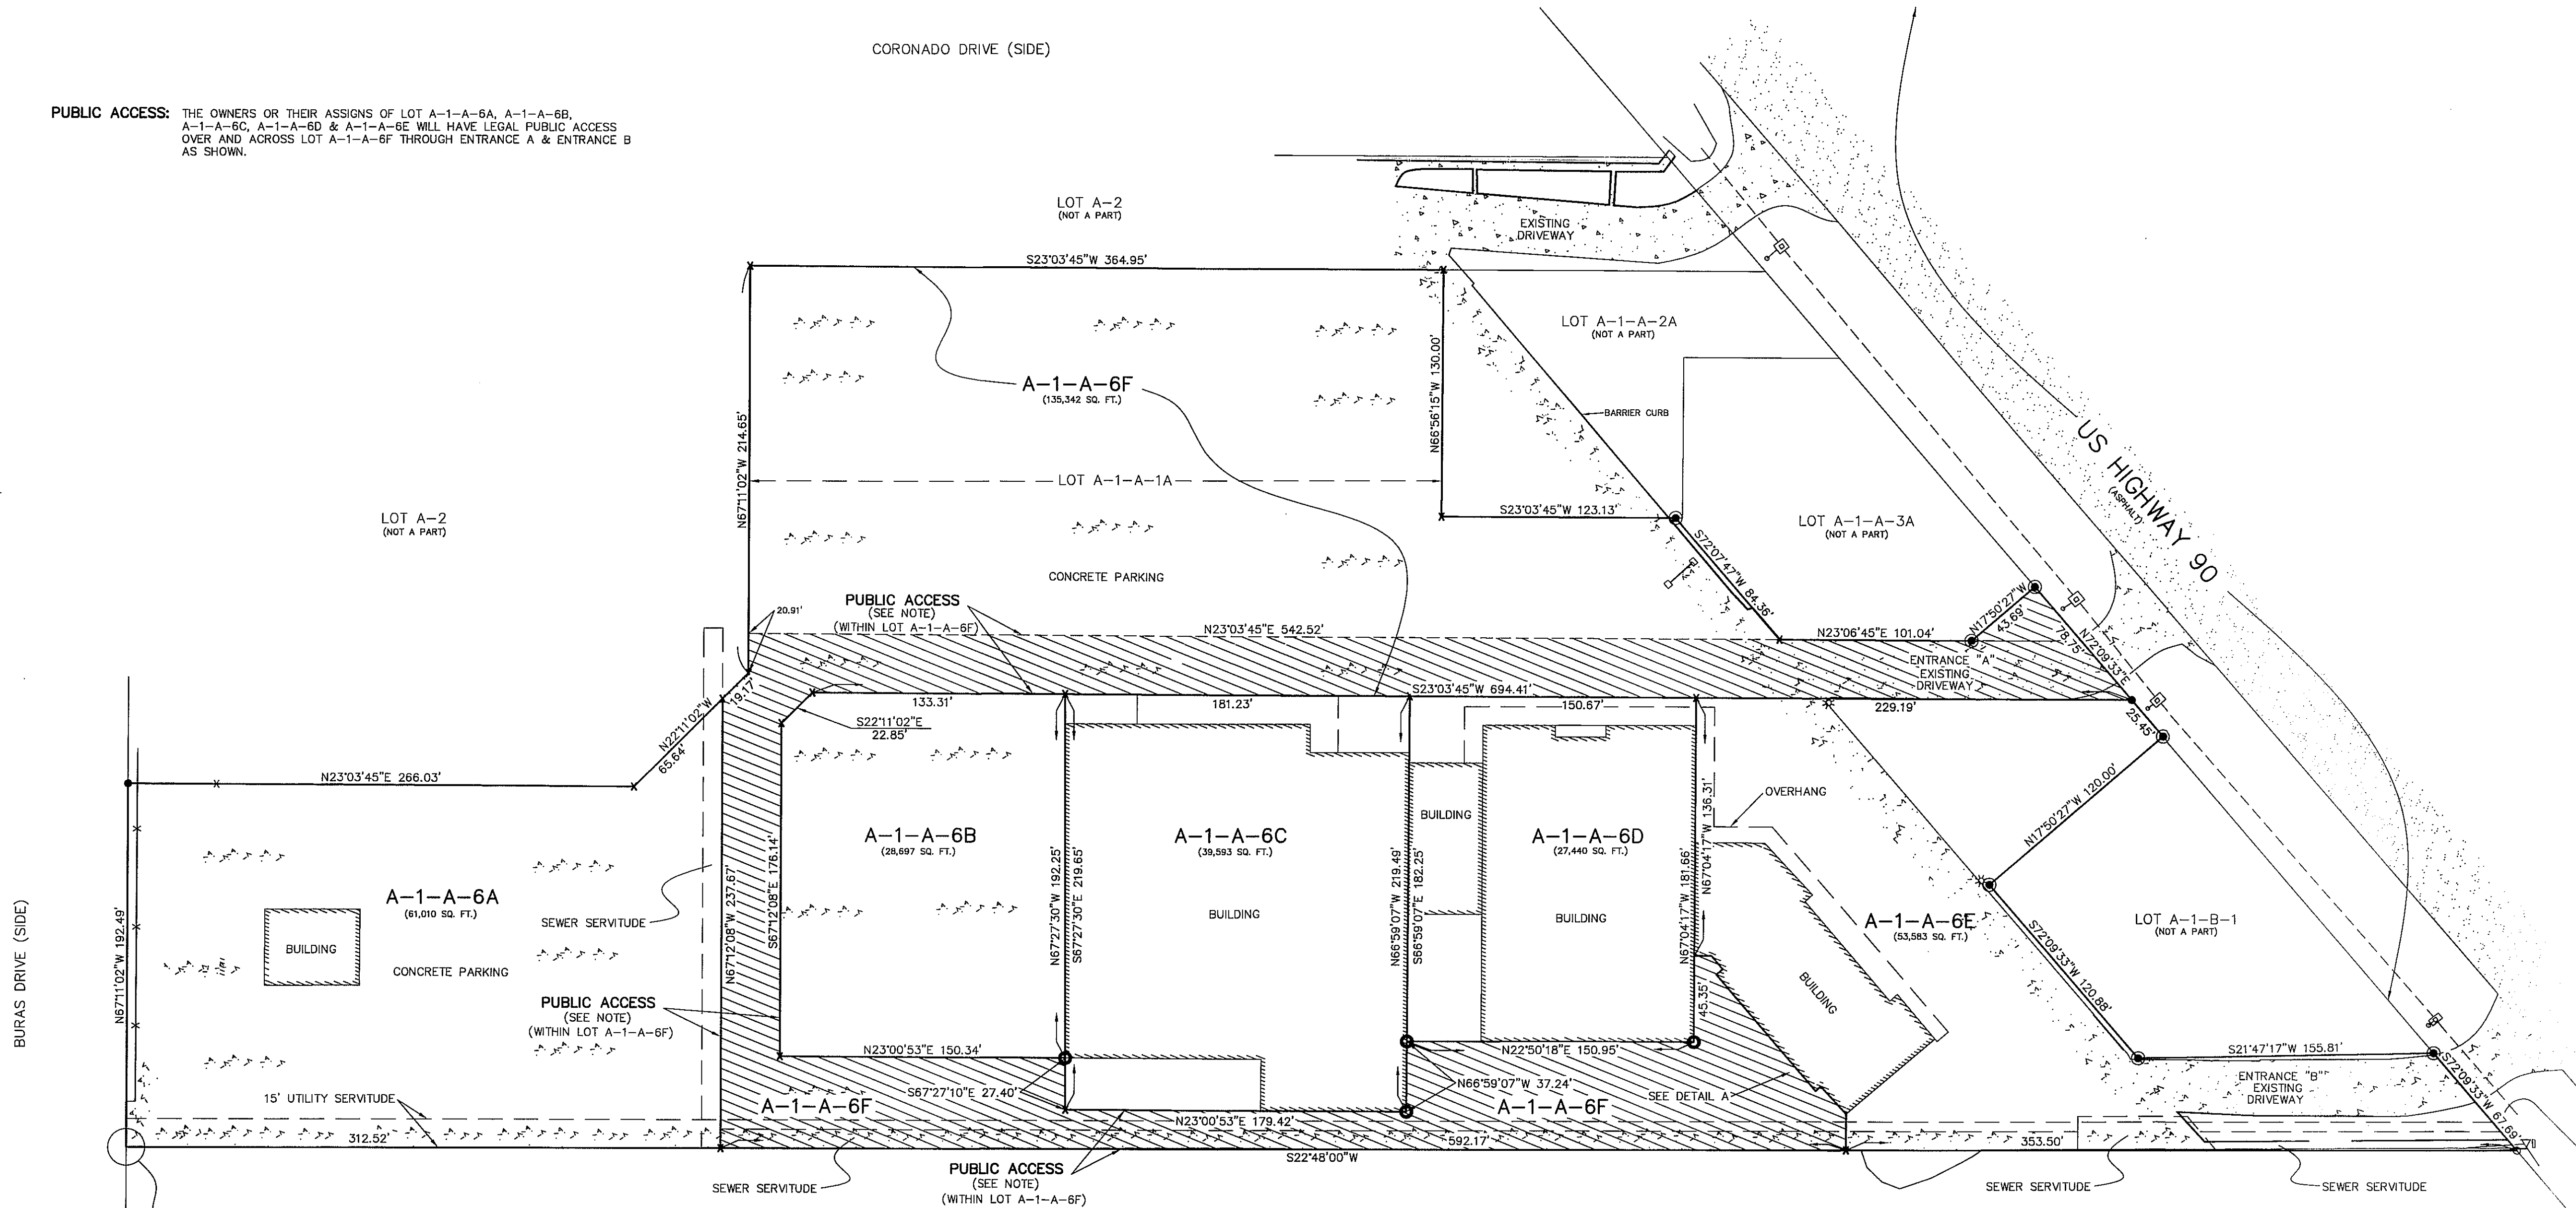 CORONADO DRIVE (SIDE)
PUBLIC ACCESS: THE OWNERS OR THEIR ASSIGNS OF LOT A-1-A-6A, A-1-A-6B,
A-1-A-6C, A-1-A-6D & A-1-A-6E WILL HAVE LEGAL PUBLIC ACCESS
OVER AND ACROSS LOT A-1-A-6F THROUGH ENTRANCE A & ENTRANCE B
AS SHOWN.
LOT A-2
(NOT A PART)
EXISTING
DRIVEWAY
S23°03'45"W 364.95'
LOT A-1-A-2A
(NOT A PART)
N66°56'15"W 130.00'
A-1-A-6F
(135,342 SQ. FT.)
BARRIER CURB
US HIGHWAY 90
(ASPHALT)
N67°11'02"W 214.65'
LOT A-1-A-1A
S23°03'45"W 123.13'
LOT A-2
(NOT A PART)
LOT A-1-A-3A
(NOT A PART)
S72°07'47"W 84.36'
CONCRETE PARKING
PUBLIC ACCESS
(SEE NOTE)
(WITHIN LOT A-1-A-6F)
20.91'
N23°03'45"E 542.52'
N23°06'45"E 101.04'
N17°50'27"W
43.69'
N72°09'33"E
78.75'
ENTRANCE "A"
EXISTING
DRIVEWAY
19.17'
N22°11'02"W
65.64'
133.31'
S23°03'45"W 694.41'
181.23'
150.67'
229.19'
25.45'
S22°11'02"E
22.85'
N23°03'45"E 266.03'
N17°50'27"W 120.00'
OVERHANG
N67°04'17"W 136.31'
BUILDING
A-1-A-6B
(28,697 SQ. FT.)
A-1-A-6C
(39,593 SQ. FT.)
A-1-A-6D
(27,440 SQ. FT.)
N67°12'08"W 237.67'
S67°12'08"E 176.14'
N67°27'30"W 192.25'
S67°27'30"E 219.65'
N66°59'07"W 219.49'
S66°59'07"E 182.25'
N67°04'17"W 181.66'
A-1-A-6A
(61,010 SQ. FT.)
SEWER SERVITUDE
BUILDING
BUILDING
A-1-A-6E
(53,583 SQ. FT.)
LOT A-1-B-1
(NOT A PART)
BURAS DRIVE (SIDE)
N67°11'02"W 192.49'
BUILDING
CONCRETE PARKING
BUILDING
S72°09'33"W 120.88'
45.35'
PUBLIC ACCESS
(SEE NOTE)
(WITHIN LOT A-1-A-6F)
N23°00'53"E 150.34'
N22°50'18"E 150.95'
S21°47'17"W 155.81'
S67°27'10"E 27.40'
N66°59'07"W 37.24'
SEE DETAIL A
ENTRANCE "B"
EXISTING
DRIVEWAY
S72°09'33"W 67.69'
15' UTILITY SERVITUDE
A-1-A-6F
A-1-A-6F
N23°00'53"E 179.42'
312.52'
592.17'
353.50'
S22°48'00"W
PUBLIC ACCESS
(SEE NOTE)
(WITHIN LOT A-1-A-6F)
SEWER SERVITUDE
SEWER SERVITUDE
SEWER SERVITUDE